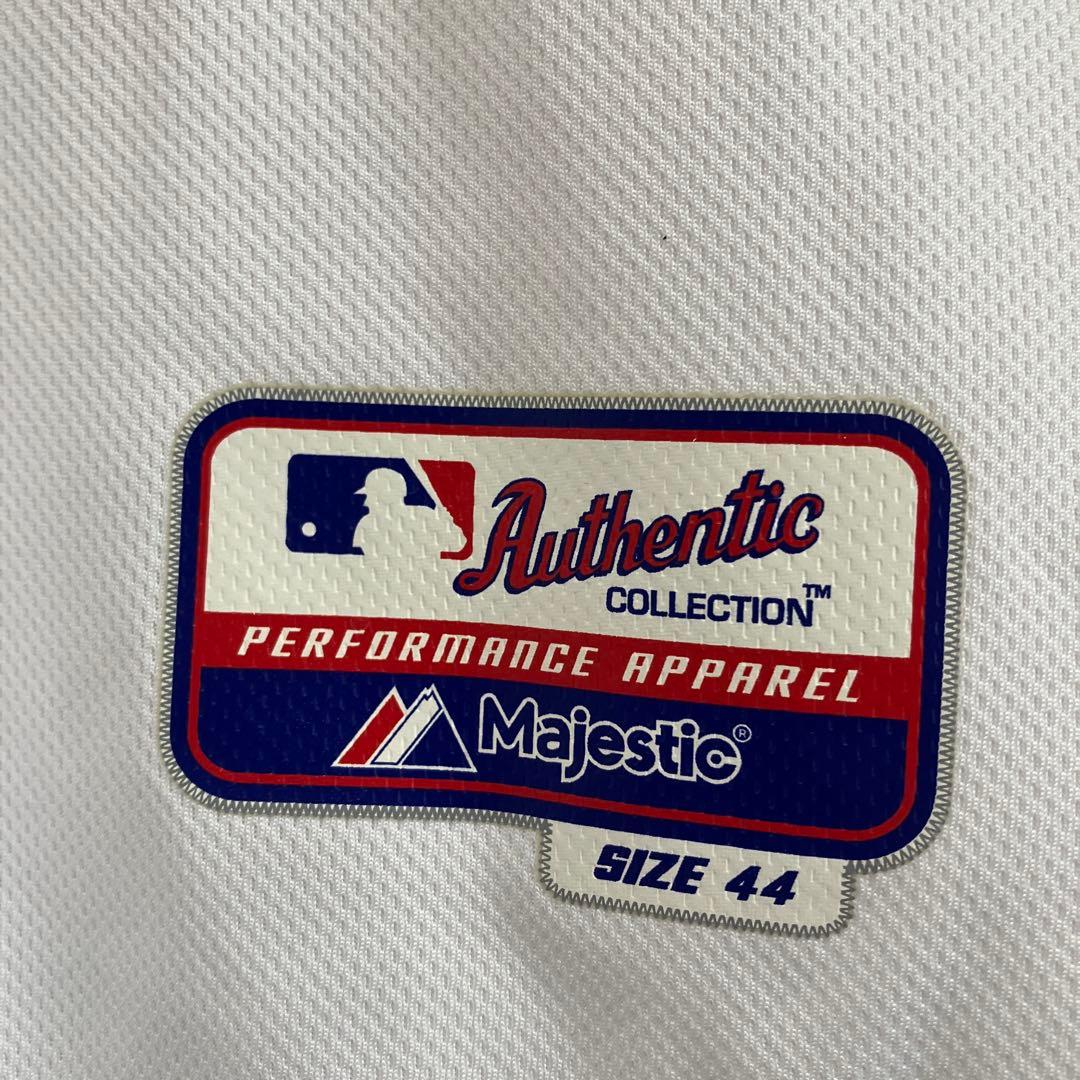 Authentic
COLLECTION™
PERFORMANCE APPAREL
Majestic®
SIZE 44